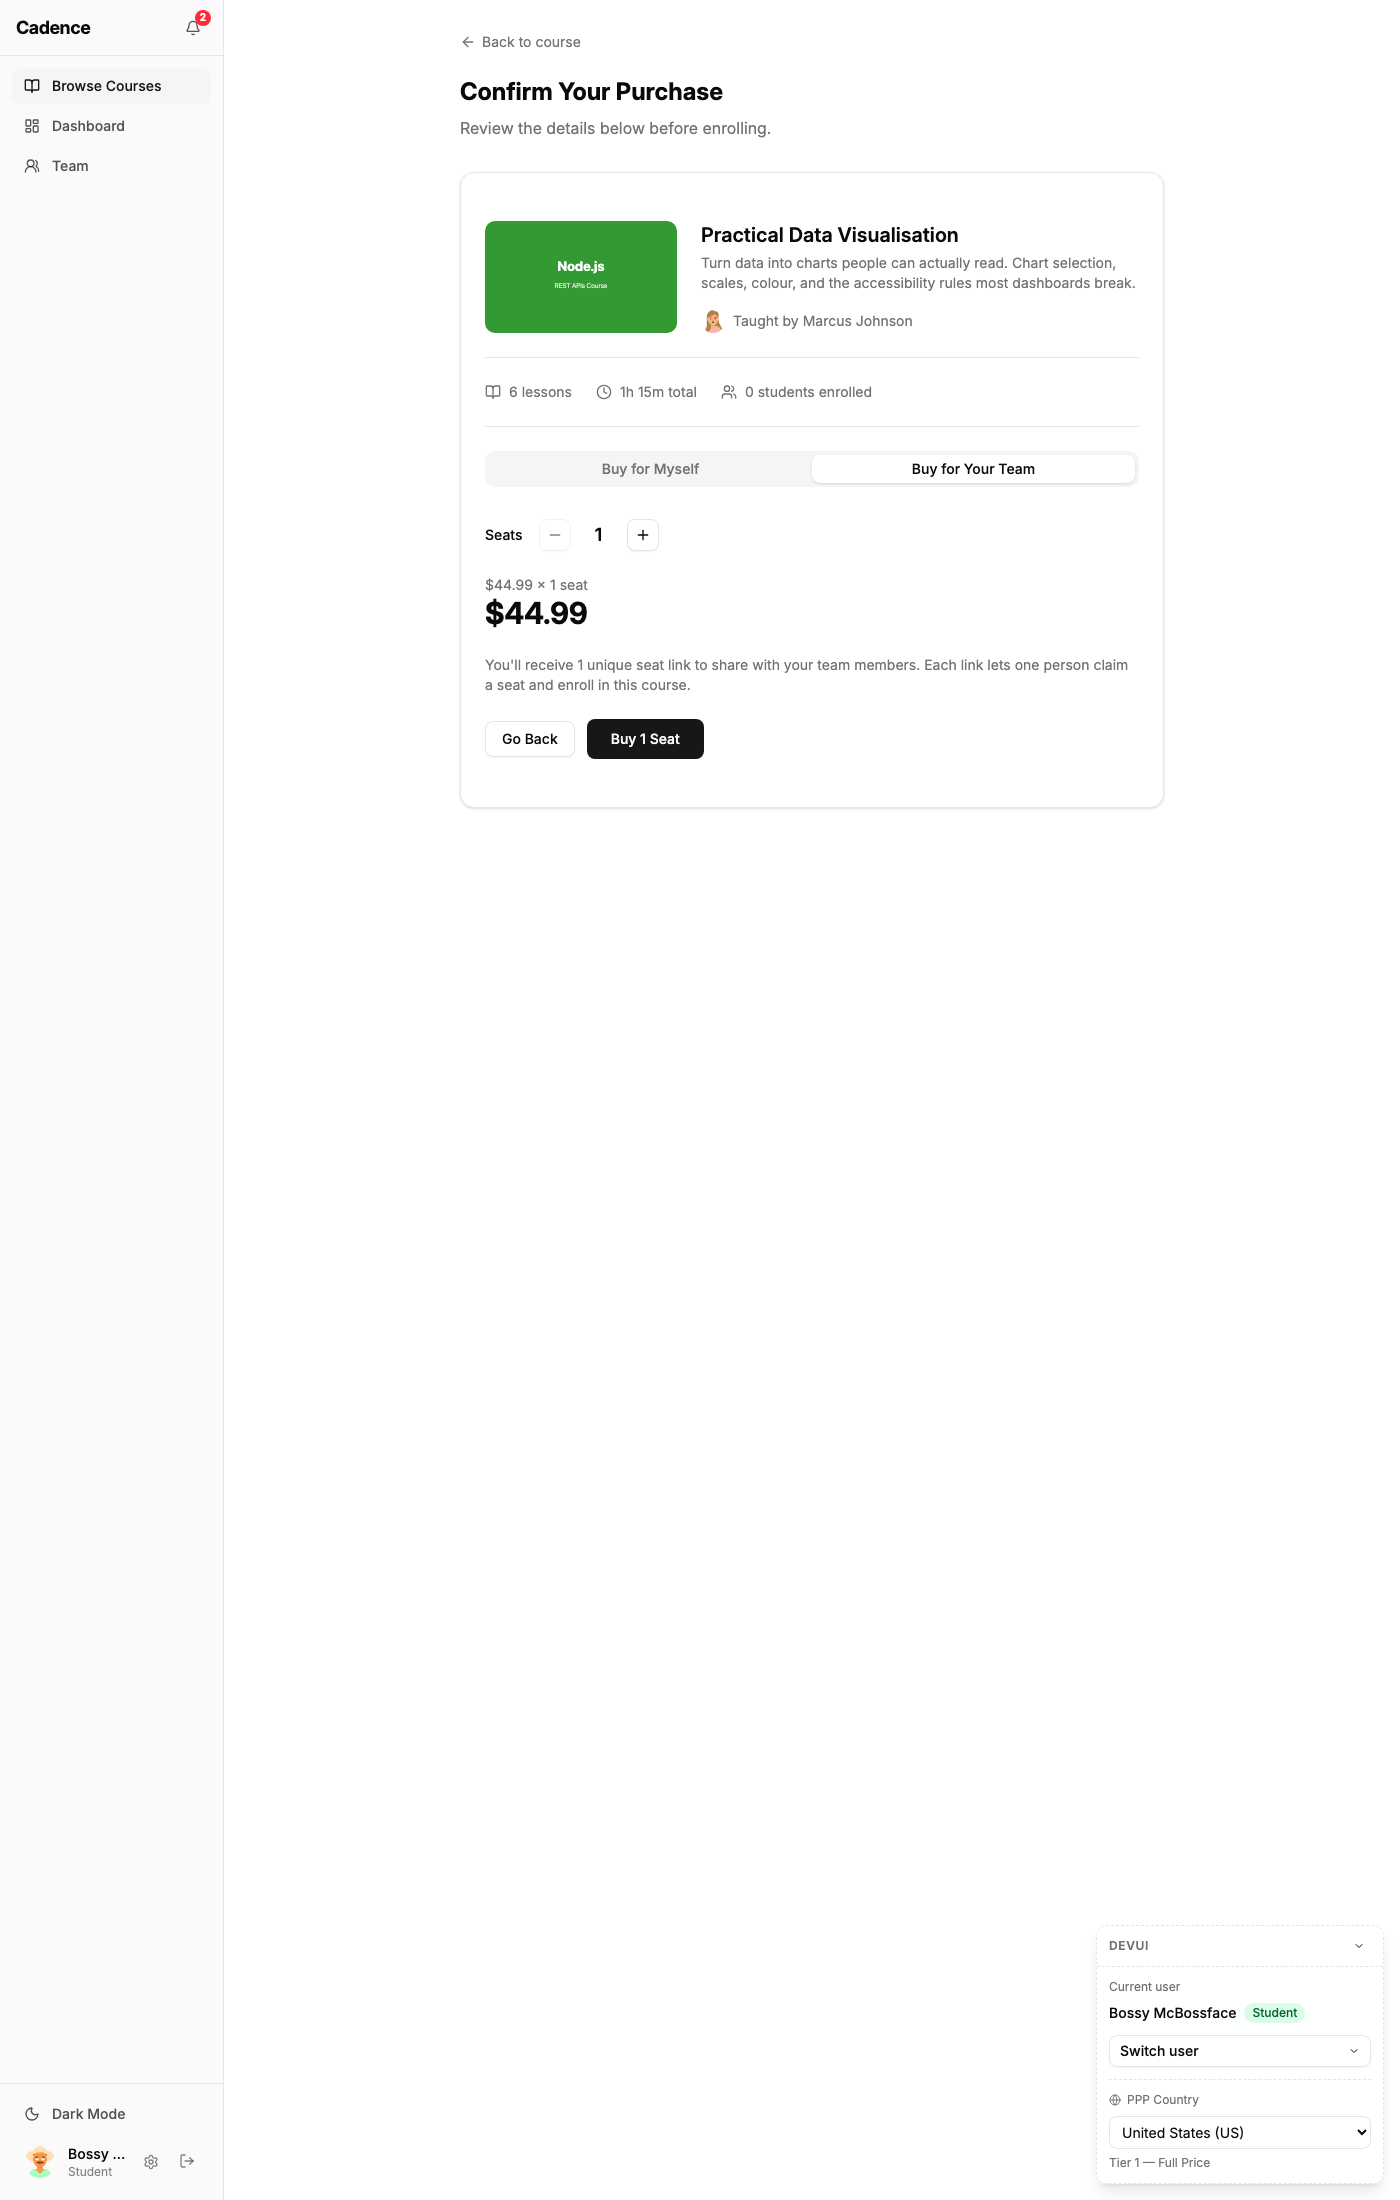 Cadence
2
Browse Courses
Dashboard
Team
Back to course
Confirm Your Purchase
Review the details below before enrolling.
Node.js
REST APIs Course
Practical Data Visualisation
Turn data into charts people can actually read. Chart selection,
scales, colour, and the accessibility rules most dashboards break.
Taught by Marcus Johnson
6 lessons
1h 15m total
0 students enrolled
Buy for Myself
Buy for Your Team
Seats
1
$44.99 × 1 seat
$44.99
You'll receive 1 unique seat link to share with your team members. Each link lets one person claim
a seat and enroll in this course.
Go Back
Buy 1 Seat
DEVUI
Current user
Bossy McBossface
Student
Switch user
PPP Country
United States (US)
Tier 1 — Full Price
Dark Mode
Bossy ...
Student